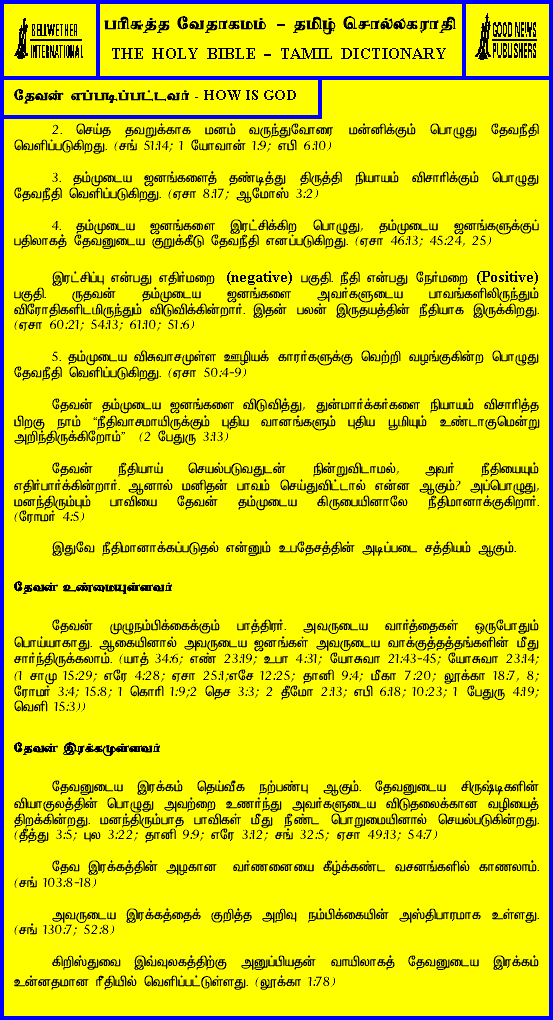 BELLWETHER
INTERNATIONAL
பரிசுத்த வேதாகமம் – தமிழ் சொல்லகராதி
THE HOLY BIBLE – TAMIL DICTIONARY
GOOD NEWS
PUBLISHERS
தேவன் எப்படிப்பட்டவர் - HOW IS GOD
2. செய்த தவறுக்காக மனம் வருந்துவோரை மன்னிக்கும் பொழுது தேவநீதி
வெளிப்படுகிறது. (சங் 51:14; 1 யோவான் 1:9; எபி 6:10)
3. தம்முடைய ஜனங்களைத் தண்டித்து திருத்தி நியாயம் விசாரிக்கும் பொழுது
தேவநீதி வெளிப்படுகிறது. (ஏசா 8:17; ஆமோஸ் 3:2)
4. தம்முடைய ஜனங்களை இரட்சிக்கிற பொழுது, தம்முடைய ஜனங்களுக்குப்
பதிலாகத் தேவனுடைய குறுக்கீடு தேவநீதி எனப்படுகிறது. (ஏசா 46:13; 45:24, 25)
இரட்சிப்பு என்பது எதிர்மறை (negative) பகுதி. நீதி என்பது நேர்மறை (Positive)
பகுதி. ருதவன் தம்முடைய ஜனங்களை அவர்களுடைய பாவங்களிலிருந்தும்
விரோதிகளிடமிருந்தும் விடுவிக்கின்றார். இதன் பலன் இருதயத்தின் நீதியாக இருக்கிறது.
(ஏசா 60:21; 54:13; 61:10; 51:6)
5. தம்முடைய விசுவாசமுள்ள ஊழியக் காரர்களுக்கு வெற்றி வழங்குகின்ற பொழுது
தேவநீதி வெளிப்படுகிறது. (ஏசா 50:4-9)
தேவன் தம்முடைய ஜனங்களை விடுவித்து, துன்மார்க்கர்களை நியாயம் விசாரித்த
பிறகு நாம் “நீதிவாசமாயிருக்கும் புதிய வானங்களும் புதிய பூமியும் உண்டாகுமென்று
அறிந்திருக்கிறோம்” (2 பேதுரு 3:13)
தேவன் நீதியாய் செயல்படுவதுடன் நின்றுவிடாமல், அவர் நீதியையும்
எதிர்பார்க்கின்றார். ஆனால் மனிதன் பாவம் செய்துவிட்டால் என்ன ஆகும்? அப்பொழுது,
மனந்திரும்பும் பாவியை தேவன் தம்முடைய கிருபையினாலே நீதிமானாக்குகிறார்.
(ரோமர் 4:5)
இதுவே நீதிமானாக்கப்படுதல் என்னும் உபதேசத்தின் அடிப்படை சத்தியம் ஆகும்.
தேவன் உண்மையுள்ளவர்
தேவன் முழுநம்பிக்கைக்கும் பாத்திரர். அவருடைய வார்த்தைகள் ஒருபோதும்
பொய்யாகாது. ஆகையினால் அவருடைய ஜனங்கள் அவருடைய வாக்குத்தத்தங்களின் மீது
சார்ந்திருக்கலாம். (யாத் 34:6; எண் 23:19; உபா 4:31; யோசுவா 21:43-45; யோசுவா 23:14;
(1 சாமு 15:29; எரே 4:28; ஏசா 25:1;எசே 12:25; தானி 9:4; மீகா 7:20; லூக்கா 18:7, 8;
ரோமர் 3:4; 15:8; 1 கொரி 1:9;2 தெச 3:3; 2 தீமோ 2:13; எபி 6:18; 10:23; 1 பேதுரு 4:19;
வெளி 15:3))
தேவன் இரக்கமுள்ளவர்
தேவனுடைய இரக்கம் தெய்வீக நற்பண்பு ஆகும். தேவனுடைய சிருஷ்டிகளின்
வியாகுலத்தின் பொழுது அவற்றை உணர்ந்து அவர்களுடைய விடுதலைக்கான வழியைத்
திறக்கின்றது. மனந்திரும்பாத பாவிகள் மீது நீண்ட பொறுமையினால் செயல்படுகின்றது.
(தீத்து 3:5; புல 3:22; தானி 9:9; எரே 3:12; சங் 32:5; ஏசா 49:13; 54:7)
தேவ இரக்கத்தின் அழகான வர்ணனையை கீழ்க்கண்ட வசனங்களில் காணலாம்.
(சங் 103:8-18)
அவருடைய இரக்கத்தைக் குறித்த அறிவு நம்பிக்கையின் அஸ்திபாரமாக உள்ளது.
(சங் 130:7; 52:8)
கிறிஸ்துவை இவ்வுலகத்திற்கு அனுப்பியதன் வாயிலாகத் தேவனுடைய இரக்கம்
உன்னதமான ரீதியில் வெளிப்பட்டுள்ளது. (லூக்கா 1:78)